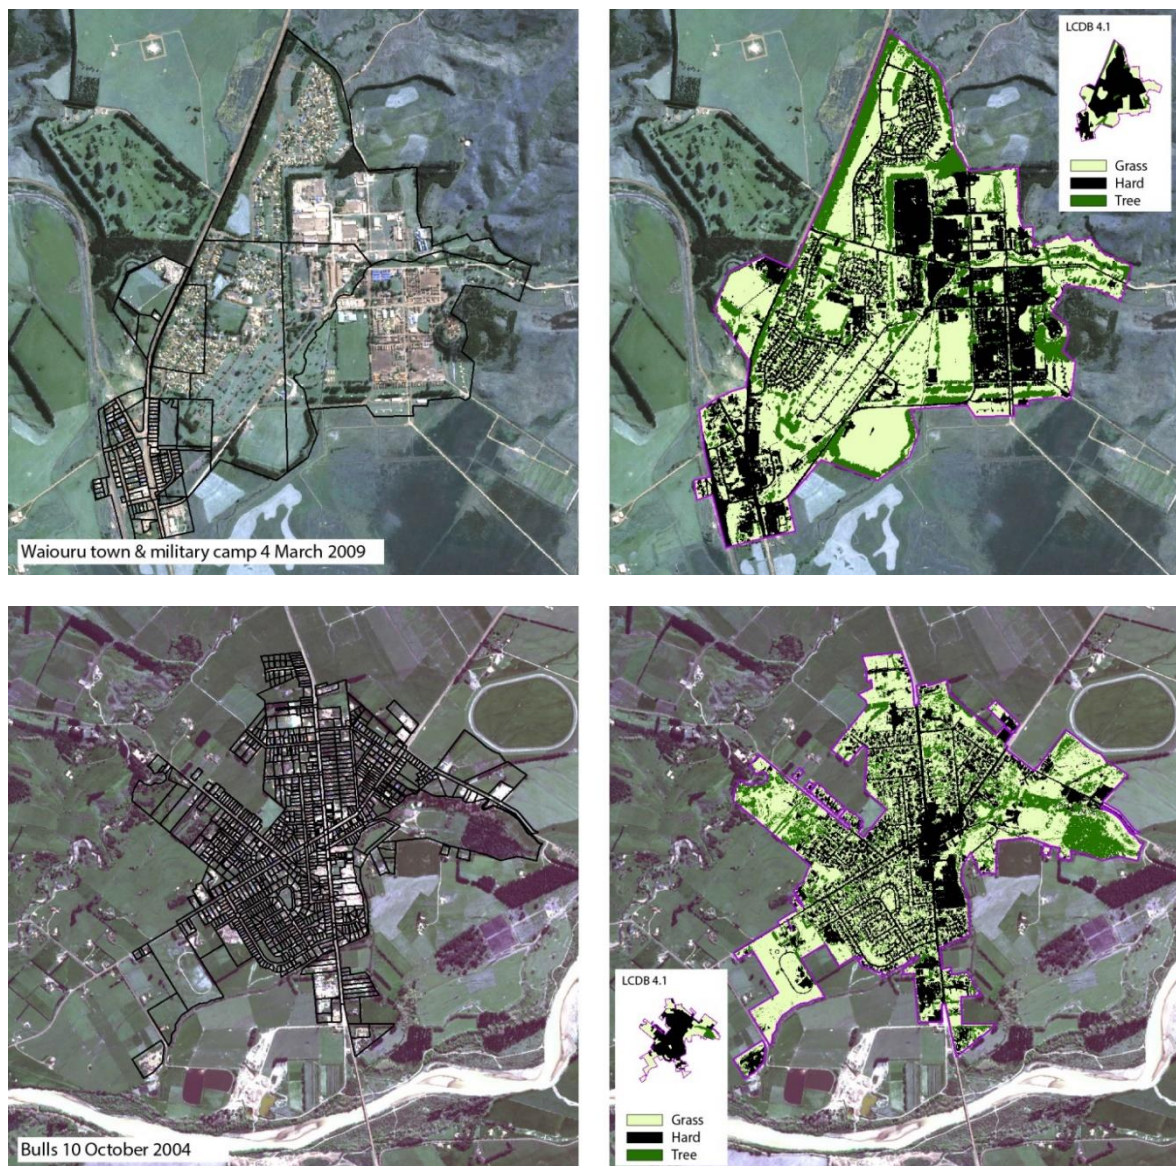 LCDB 4.1
Grass
Hard
Tree
Waiouru town & military camp 4 March 2009
LCDB 4.1
Grass
Hard
Tree
Bulls 10 October 2004